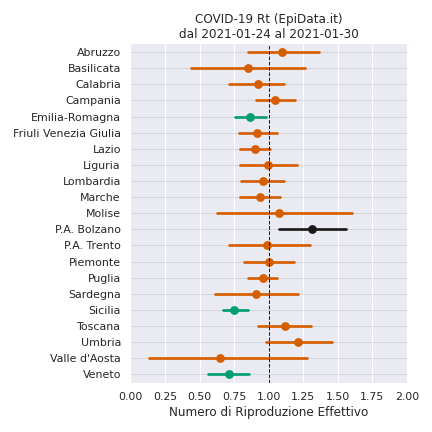 COVID-19 Rt (EpiData.it)
dal 2021-01-24 al 2021-01-30
Abruzzo
Basilicata
Calabria
Campania
Emilia-Romagna
Friuli Venezia Giulia
Lazio
Liguria
Lombardia
Marche
Molise
P.A. Bolzano
P.A. Trento
Piemonte
Puglia
Sardegna
Sicilia
Toscana
Umbria
Valle d'Aosta
Veneto
0.00 0.25 0.50 0.75 1.00 1.25 1.50 1.75 2.00
Numero di Riproduzione Effettivo